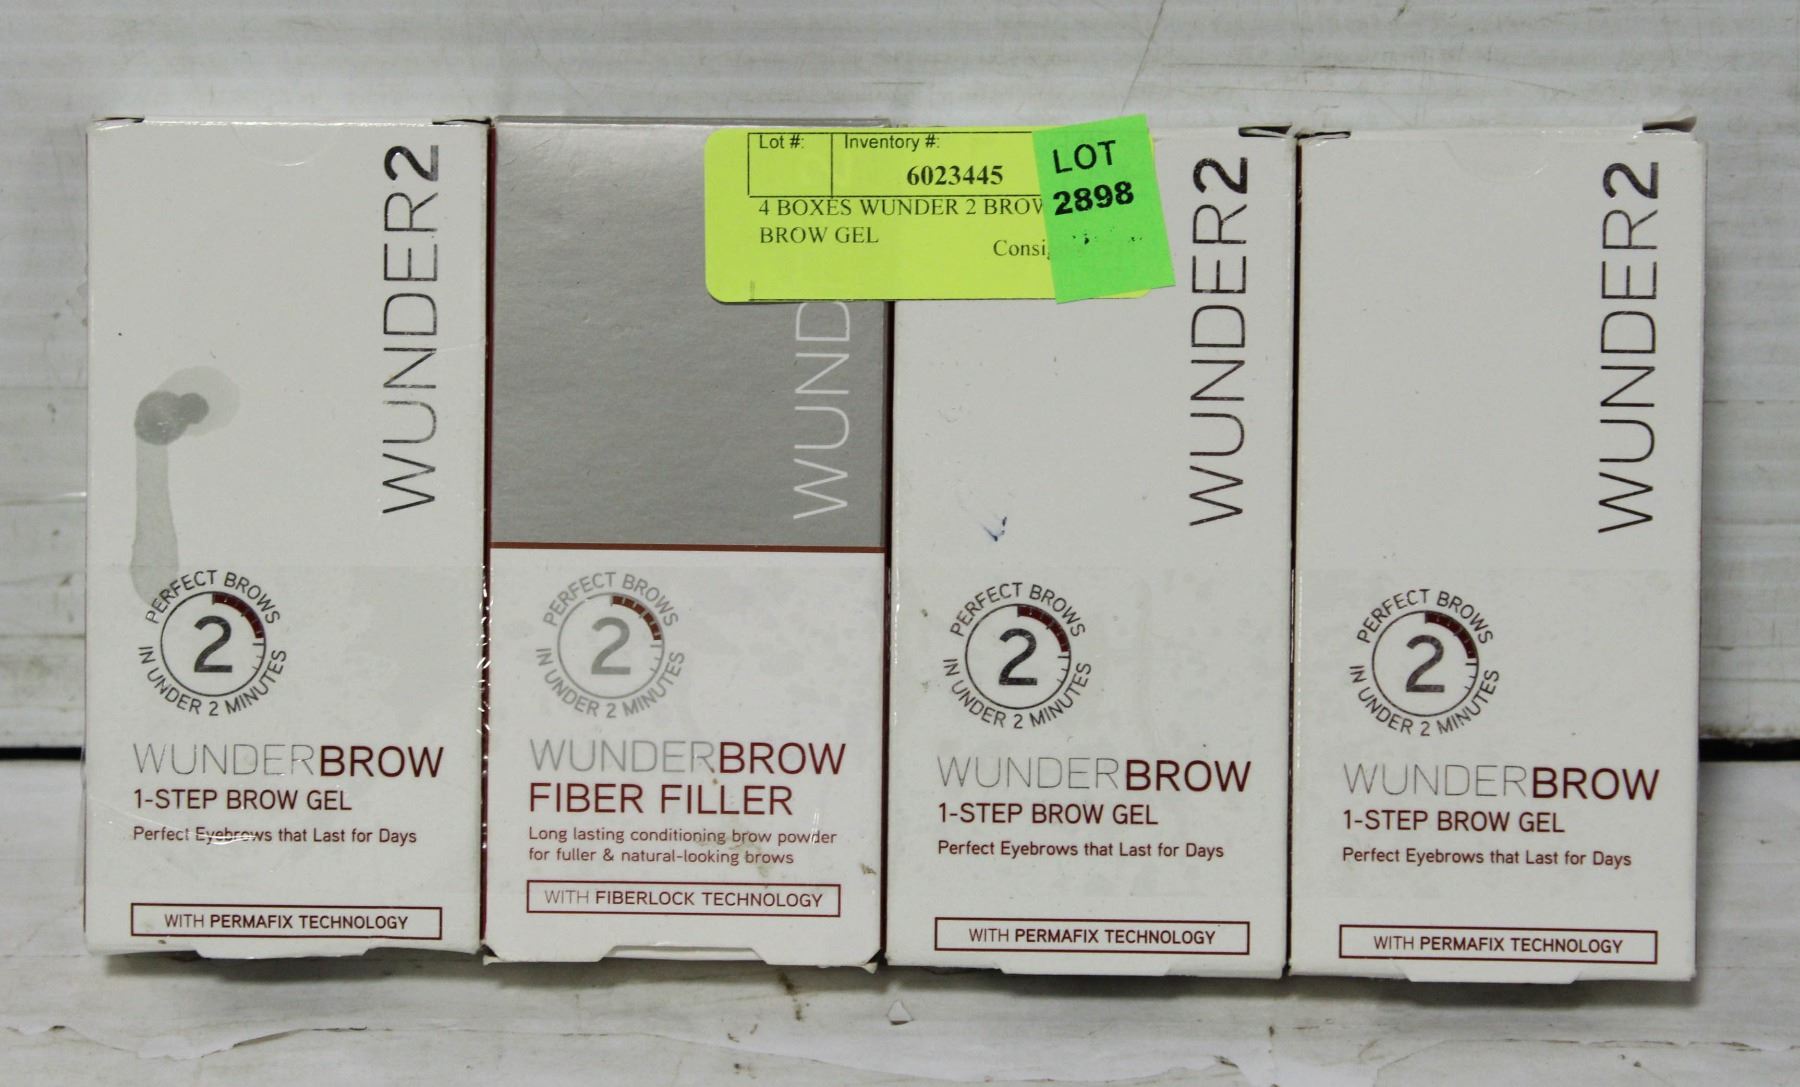 WUNDER2
PERFECT BROWS
2
IN UNDER 2 MINUTES
WUNDERBROW
1-STEP BROW GEL
Perfect Eyebrows that Last for Days
WITH PERMAFIX TECHNOLOGY
WUND
PERFECT BROWS
2
IN UNDER 2 MINUTES
WUNDERBROW
FIBER FILLER
Long lasting conditioning brow powder
for fuller & natural-looking brows
WITH FIBERLOCK TECHNOLOGY
Lot #: Inventory #:
6023445
4 BOXES WUNDER 2 BROW
BROW GEL
Consi
LOT
2898
WUNDER2
PERFECT BROWS
2
IN UNDER 2 MINUTES
WUNDERBROW
1-STEP BROW GEL
Perfect Eyebrows that Last for Days
WITH PERMAFIX TECHNOLOGY
WUNDER2
PERFECT BROWS
2
IN UNDER 2 MINUTES
WUNDERBROW
1-STEP BROW GEL
Perfect Eyebrows that Last for Days
WITH PERMAFIX TECHNOLOGY